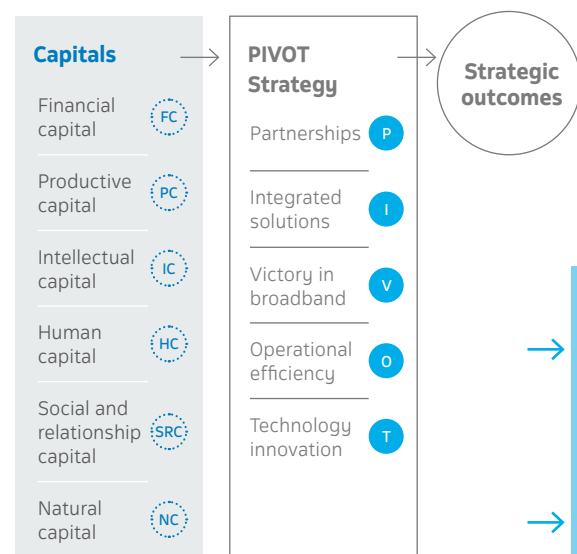 Capitals
Financial
capital
FC
Productive
capital
PC
Intellectual
capital
IC
Human
capital
HC
Social and
relationship
capital
SRC
Natural
capital
NC
PIVOT
Strategy
Partnerships
P
Integrated
solutions
I
Victory in
broadband
V
Operational
efficiency
O
Technology
innovation
T
Strategic
outcomes